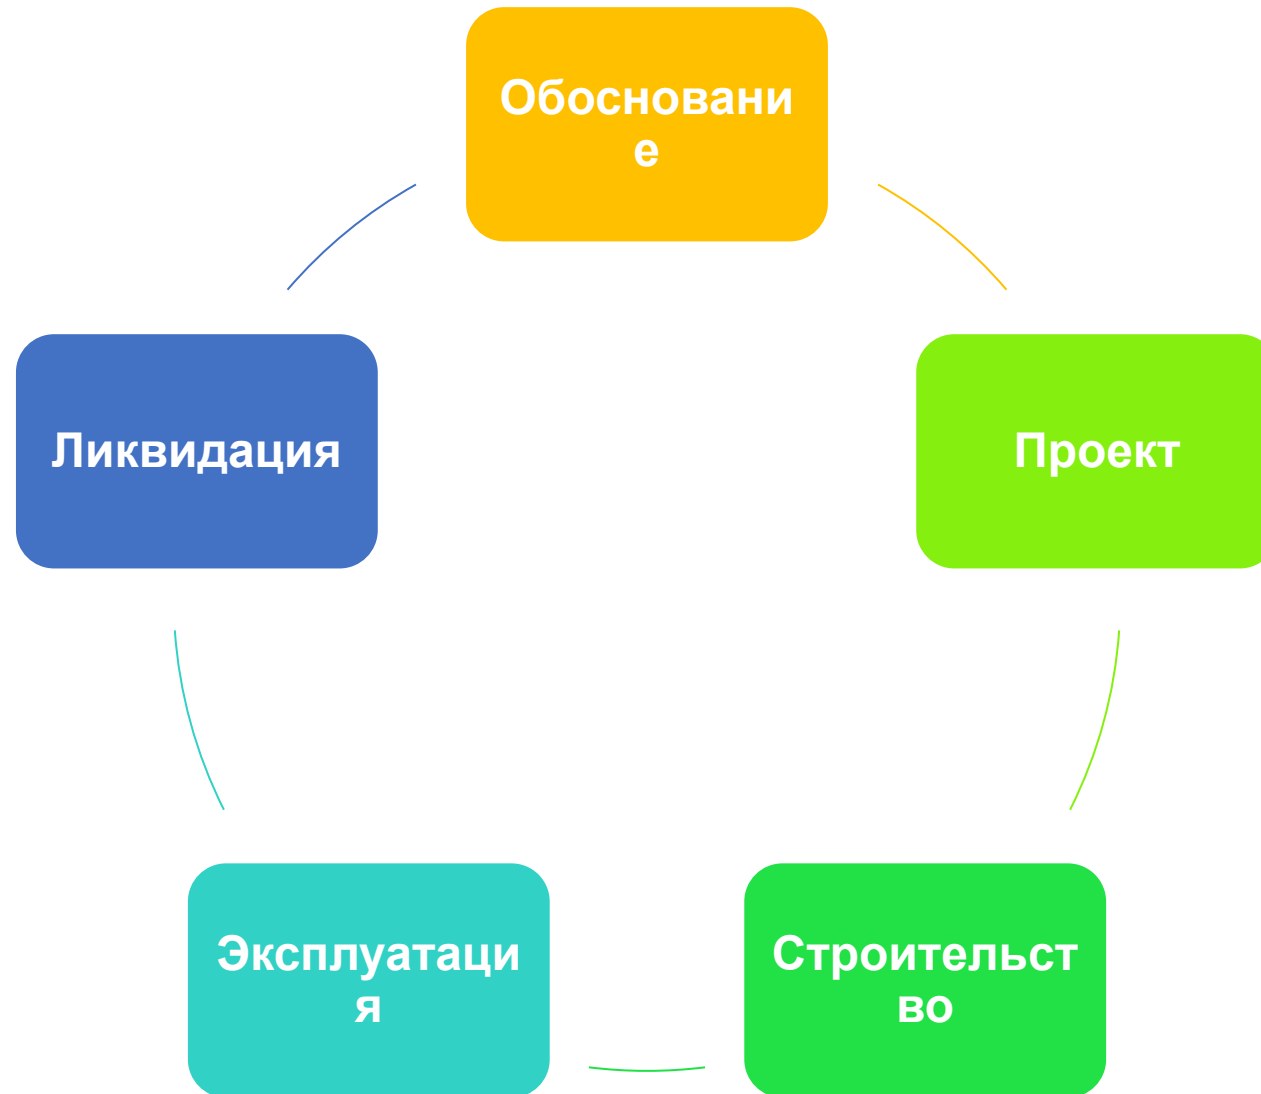 Обосновани
е
Проект
Строительст
во
Эксплуатаци
я
Ликвидация